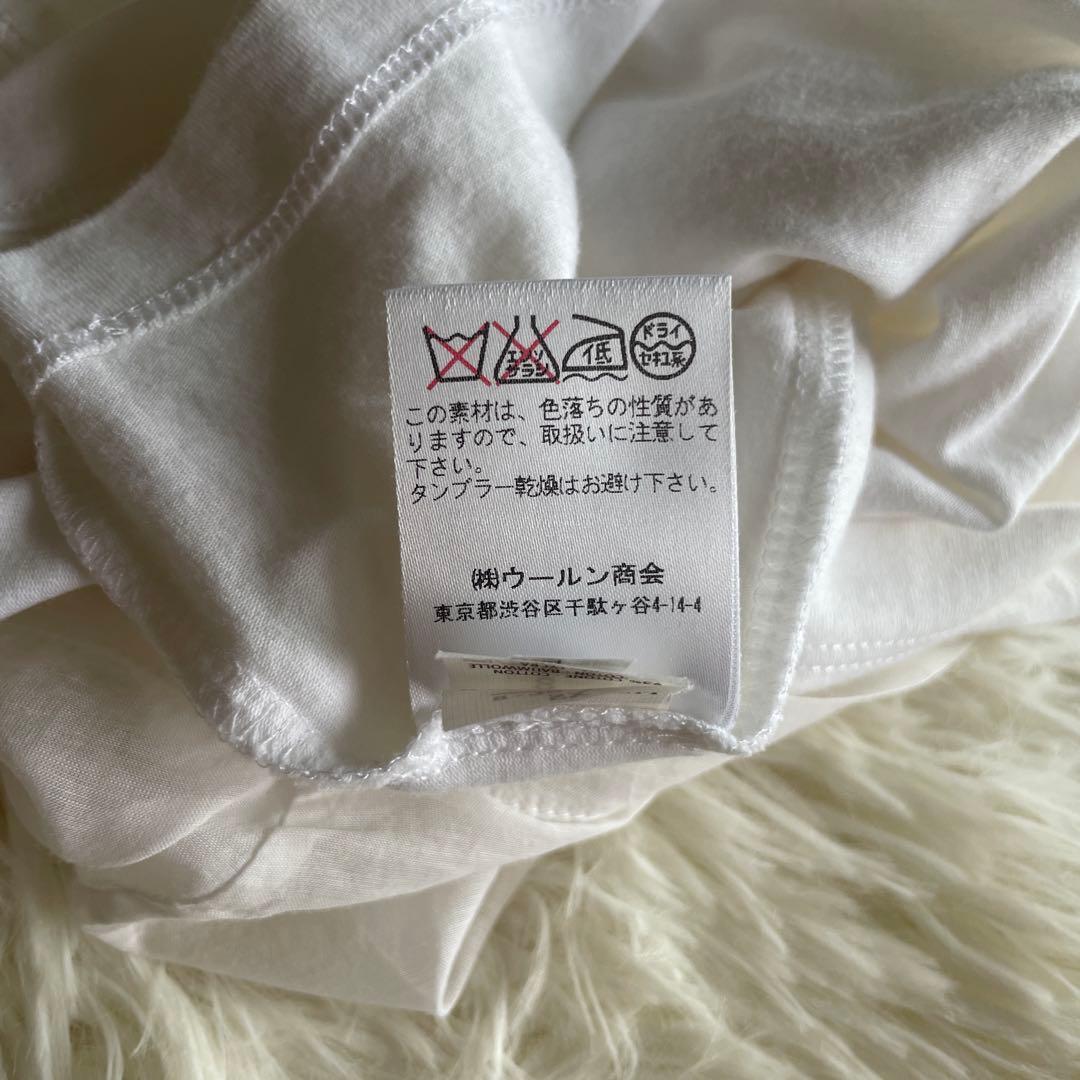 エンソ
サラシ
低
ドライ
セキユ系
この素材は、色落ちの性質があ
りますので、取扱いに注意して
下さい。
タンブラー乾燥はお避け下さい。
㈱ウールン商会
東京都渋谷区千駄ヶ谷4-14-4
BAUMWOLLE
COTTON